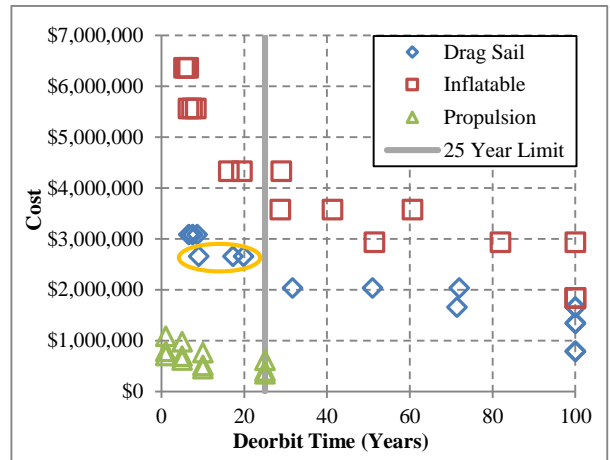 $7,000,000
$6,000,000
$5,000,000
$4,000,000
$3,000,000
$2,000,000
$1,000,000
$0
Cost
Drag Sail
Inflatable
Propulsion
25 Year Limit
0 20 40 60 80 100
Deorbit Time (Years)